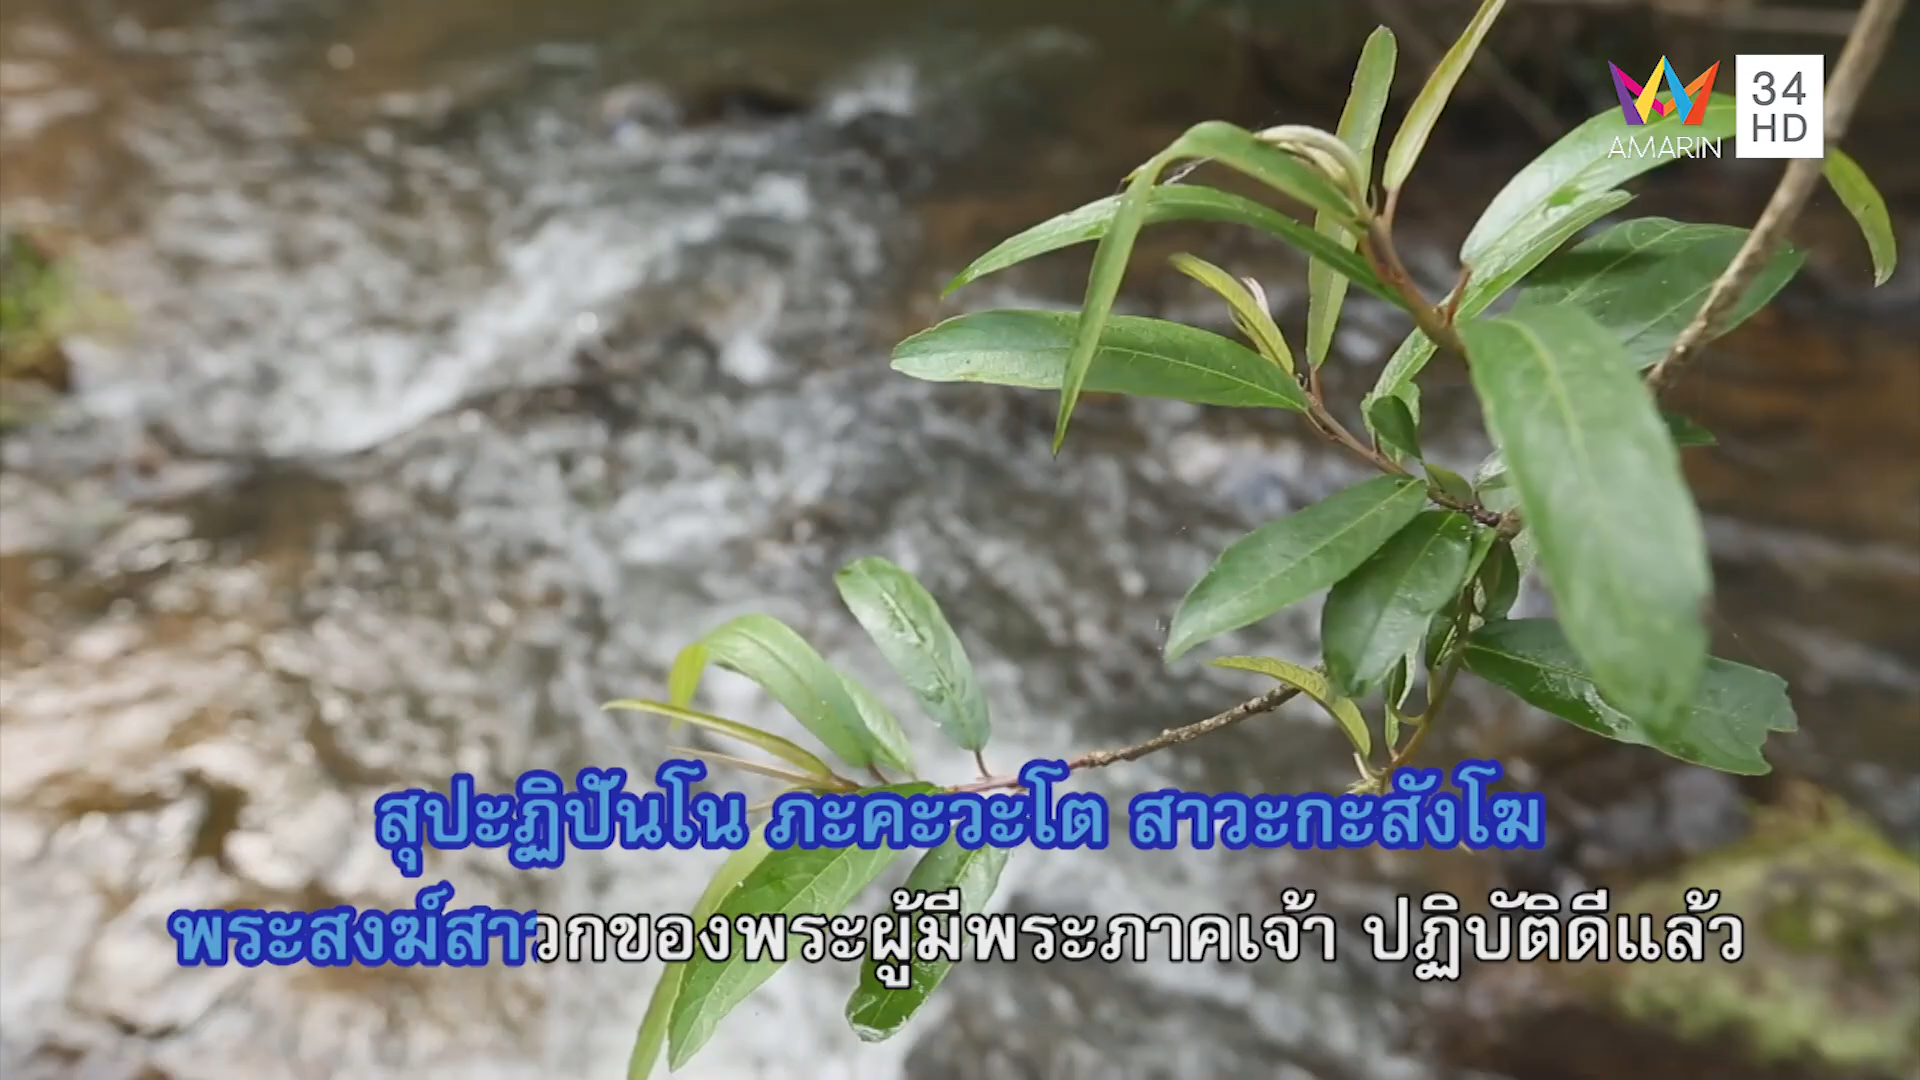 AMARIN
34
HD
สุปะฏิปันโน ภะคะวะโต สาวะกะสังโฆ
พระสงฆ์สาวกของพระผู้มีพระภาคเจ้า ปฏิบัติดีแล้ว